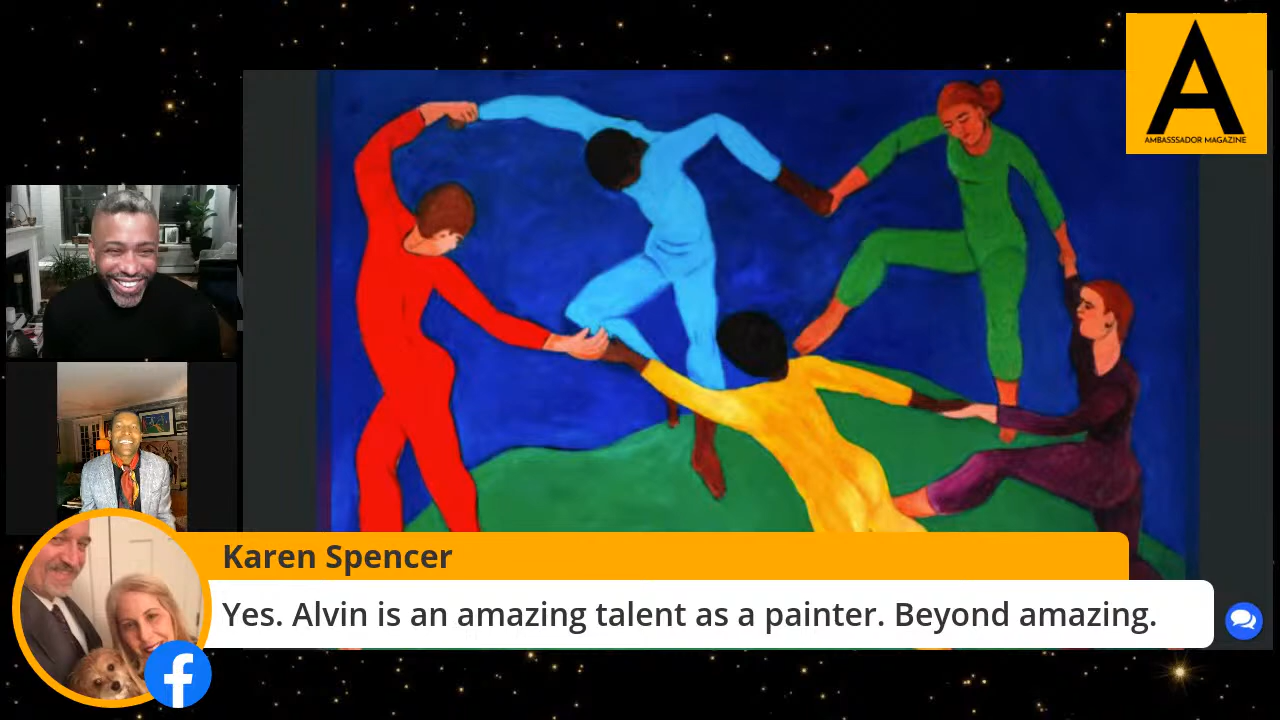 A
AMBASSSADOR MAGAZINE
Karen Spencer
Yes. Alvin is an amazing talent as a painter. Beyond amazing.